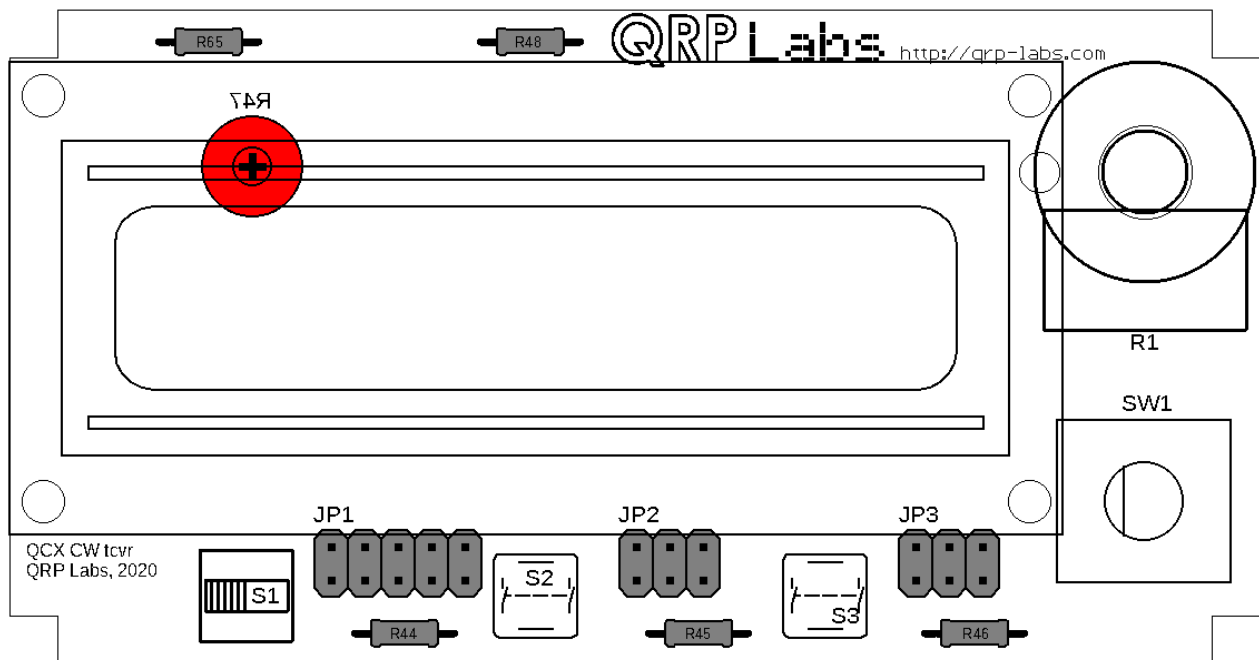 R65
R48
QRP Labs http://qrp-labs.com
R47
R1
SW1
JP1
JP2
JP3
QCX CW tcvr
QRP Labs, 2020
S1
S2
S3
R44
R45
R46